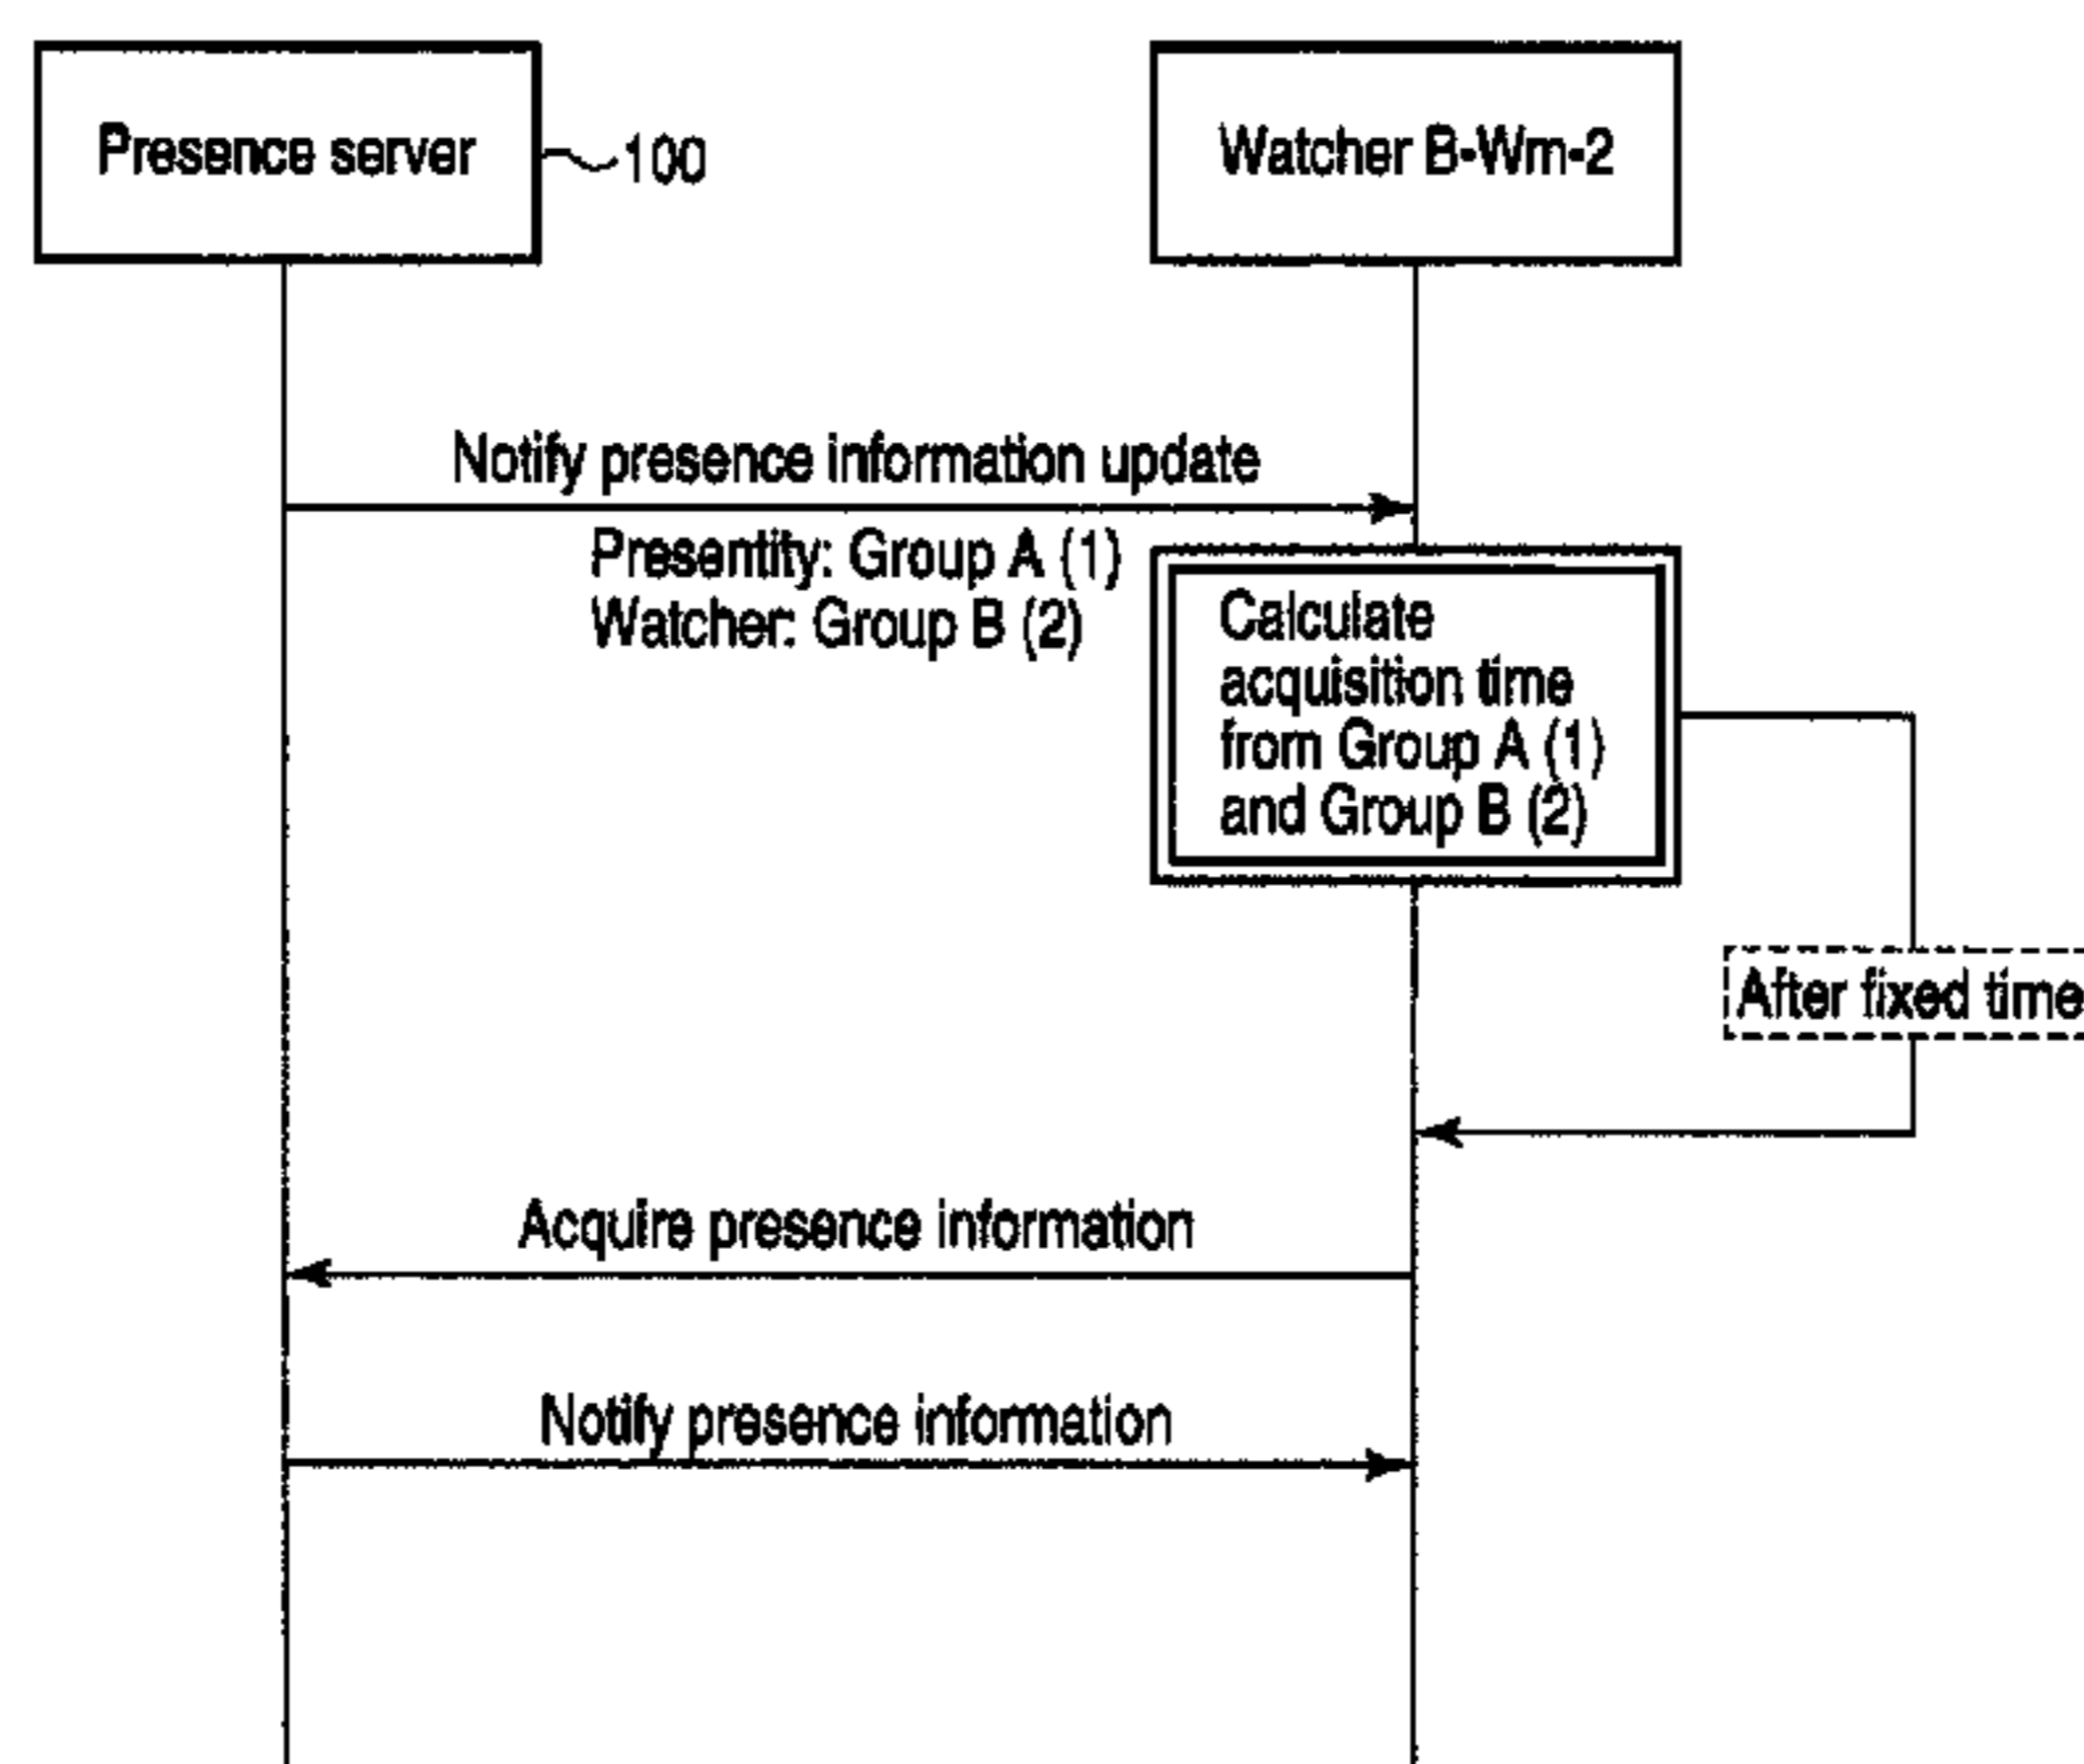 Presence server
100
Watcher B-Wm-2
Notify presence information update
Presentity: Group A (1)
Watcher: Group B (2)
Calculate
acquisition time
from Group A (1)
and Group B (2)
After fixed time
Acquire presence information
Notify presence information